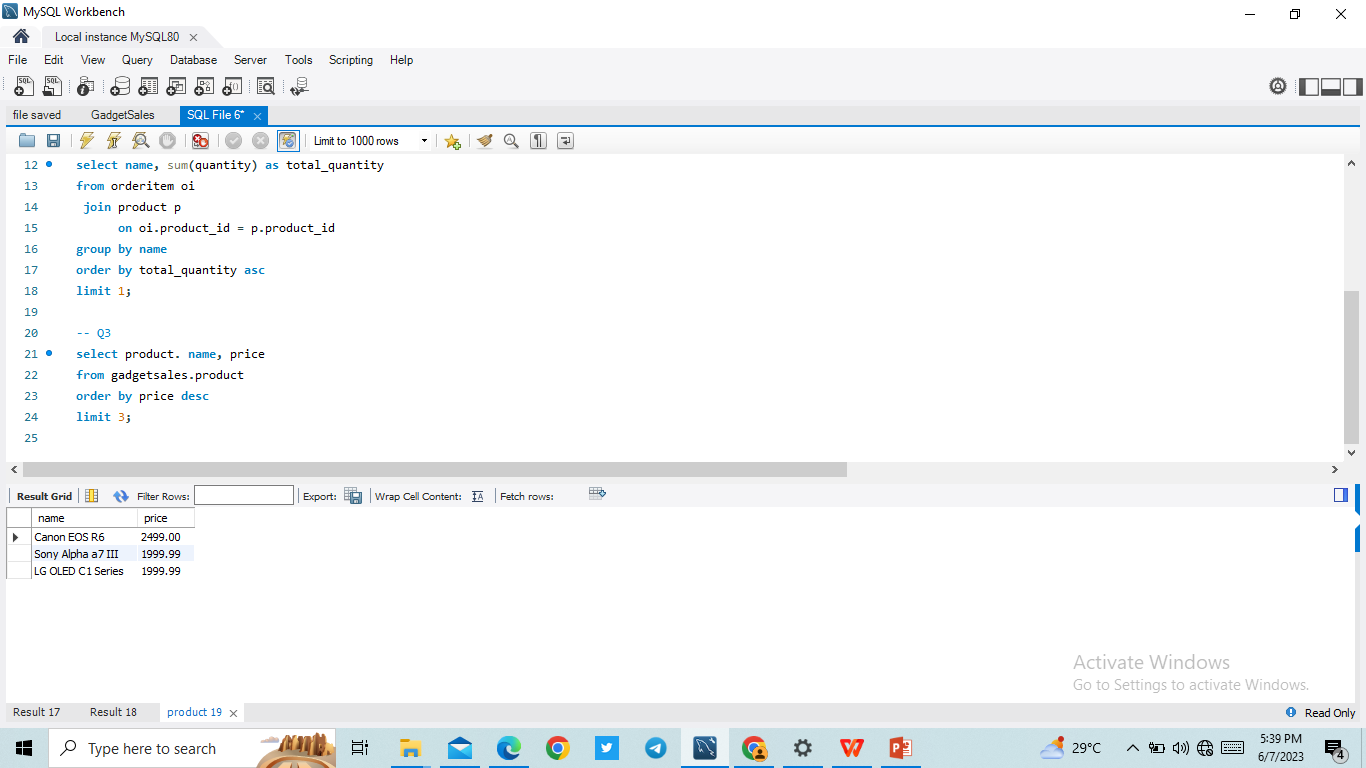 MySQL Workbench
Local instance MySQL80
File Edit View Query Database Server Tools Scripting Help
file saved GadgetSales SQL File 6*
Limit to 1000 rows
12 select name, sum(quantity) as total_quantity
13 from orderitem oi
14 join product p
15 on oi.product_id = p.product_id
16 group by name
17 order by total_quantity asc
18 limit 1;
19
20 -- Q3
21 select product. name, price
22 from gadgetsales.product
23 order by price desc
24 limit 3;
25
Result Grid Filter Rows: Export: Wrap Cell Content: Fetch rows:
name price
Canon EOS R6 2499.00
Sony Alpha a7 III 1999.99
LG OLED C1 Series 1999.99
Activate Windows
Go to Settings to activate Windows.
Result 17 Result 18 product 19 Read Only
Type here to search 29°C 5:39 PM
6/7/2023 4